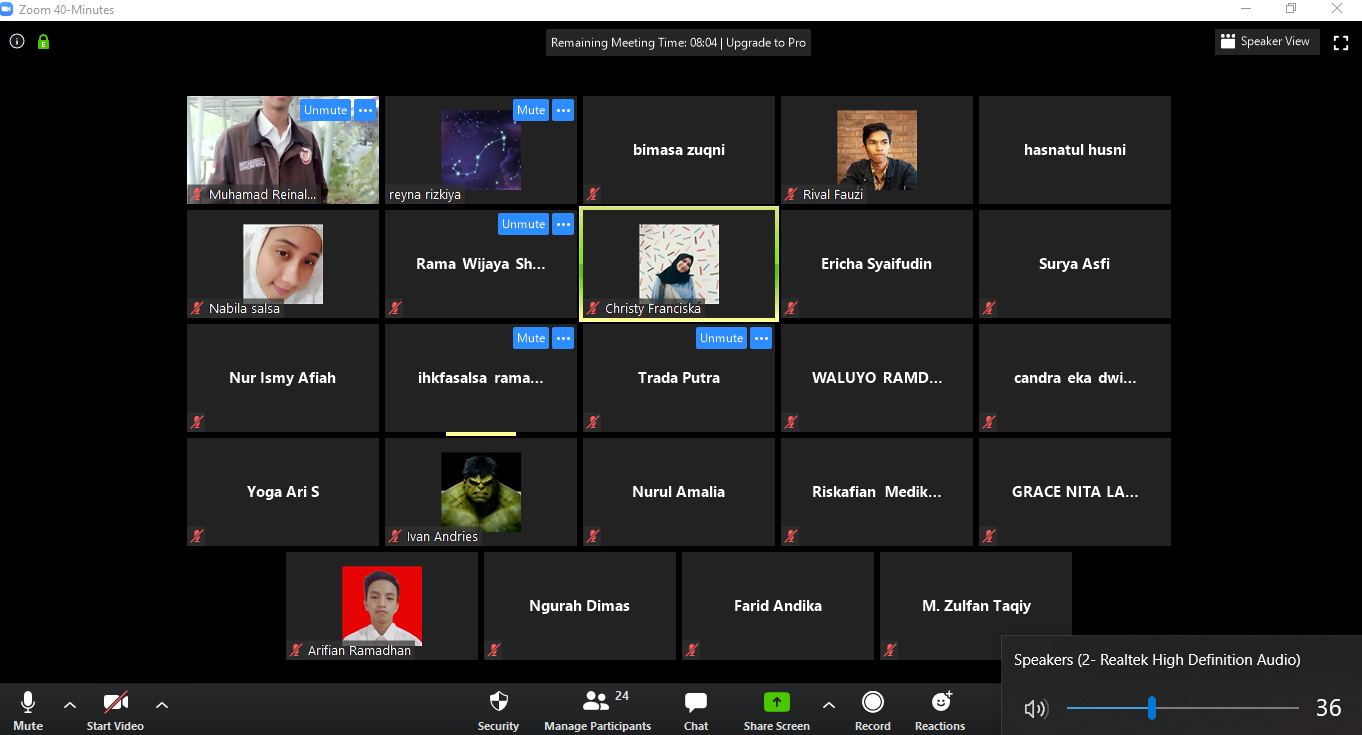 Zoom 40-Minutes
Remaining Meeting Time: 08:04 | Upgrade to Pro
Speaker View
Unmute
Muhamad Reinal...
Mute
reyna rizkiya
bimasa zuqni
Rival Fauzi
hasnatul husni
Nabila salsa
Unmute
Rama Wijaya Sh...
Christy Franciska
Ericha Syaifudin
Surya Asfi
Nur Ismy Afiah
Mute
ihkfasalsa rama...
Unmute
Trada Putra
WALUYO RAMD...
candra eka dwi...
Yoga Ari S
Ivan Andries
Nurul Amalia
Riskafian Medik...
GRACE NITA LA...
Arifian Ramadhan
Ngurah Dimas
Farid Andika
M. Zulfan Taqiy
Speakers (2- Realtek High Definition Audio)
36
Mute
Start Video
Security
24
Manage Participants
Chat
Share Screen
Record
Reactions